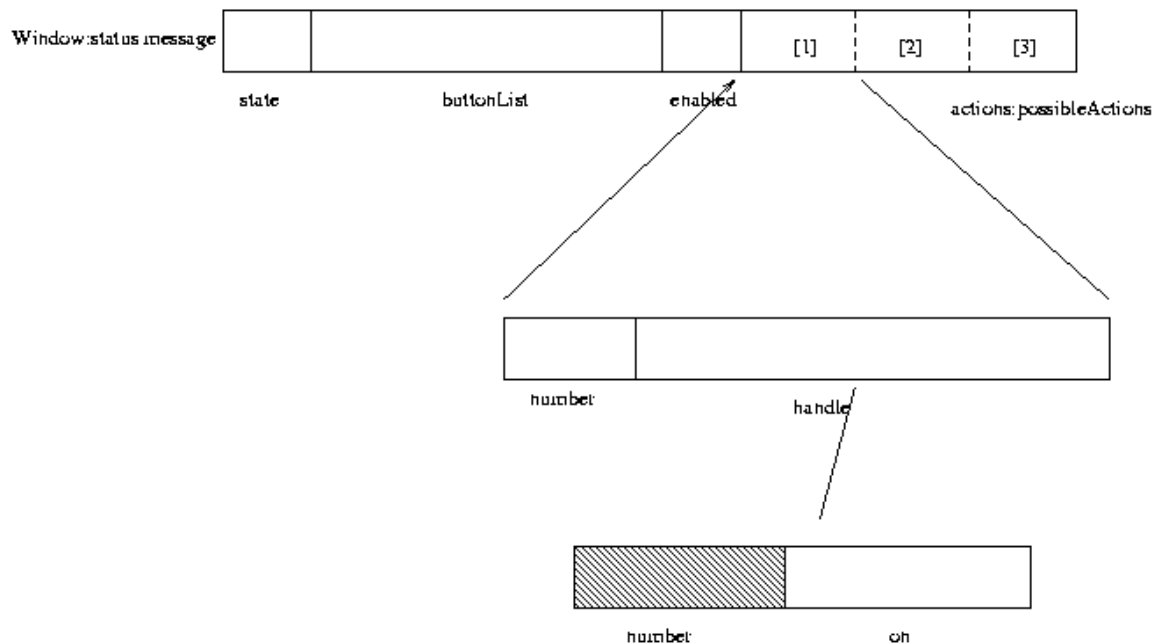 Window:status message
[1]
[2]
[3]
state
buttonList
enabled
actions:possibleActions
number
handle
number
on